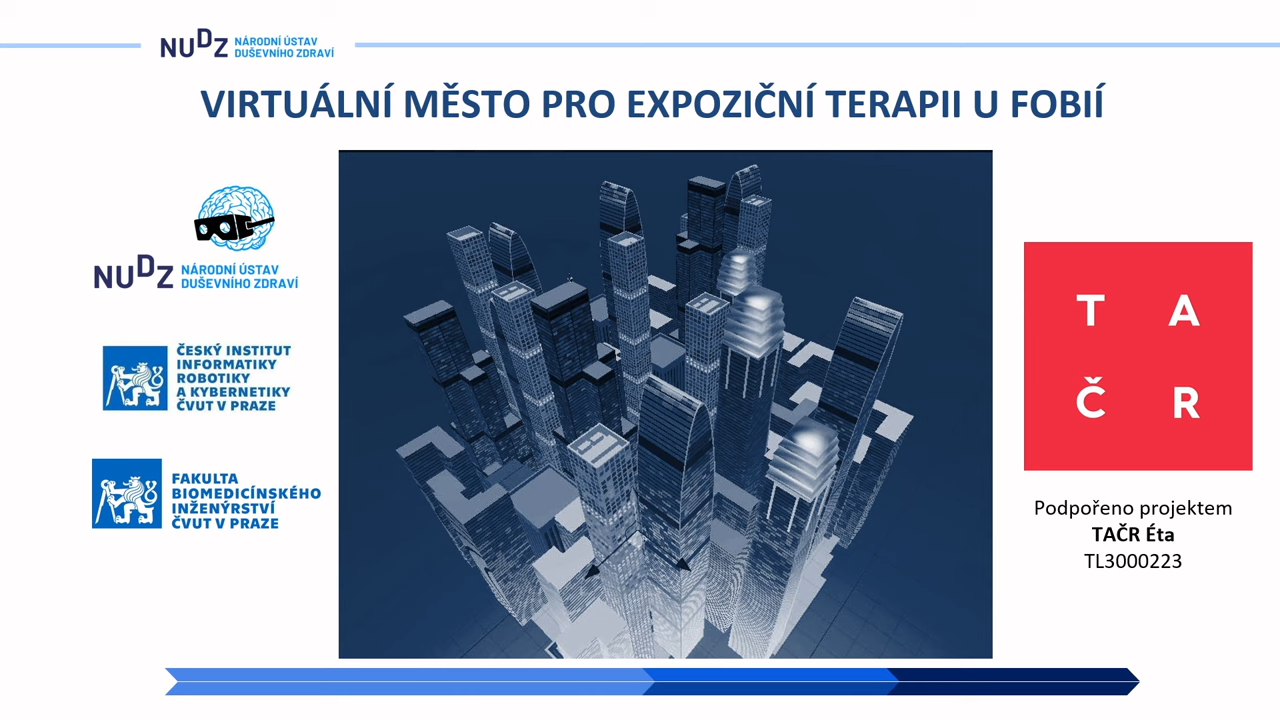 NUDZ NÁRODNÍ ÚSTAV
DUŠEVNÍHO ZDRAVÍ
VIRTUÁLNÍ MĚSTO PRO EXPOZIČNÍ TERAPII U FOBIÍ
NUDZ NÁRODNÍ ÚSTAV
DUŠEVNÍHO ZDRAVÍ
ČESKÝ INSTITUT
INFORMATIKY
ROBOTIKY
A KYBERNETIKY
ČVUT V PRAZE
FAKULTA
BIOMEDICÍNSKÉHO
INŽENÝRSTVÍ
ČVUT V PRAZE
T A
Č R
Podpořeno projektem
TAČR Éta
TL3000223